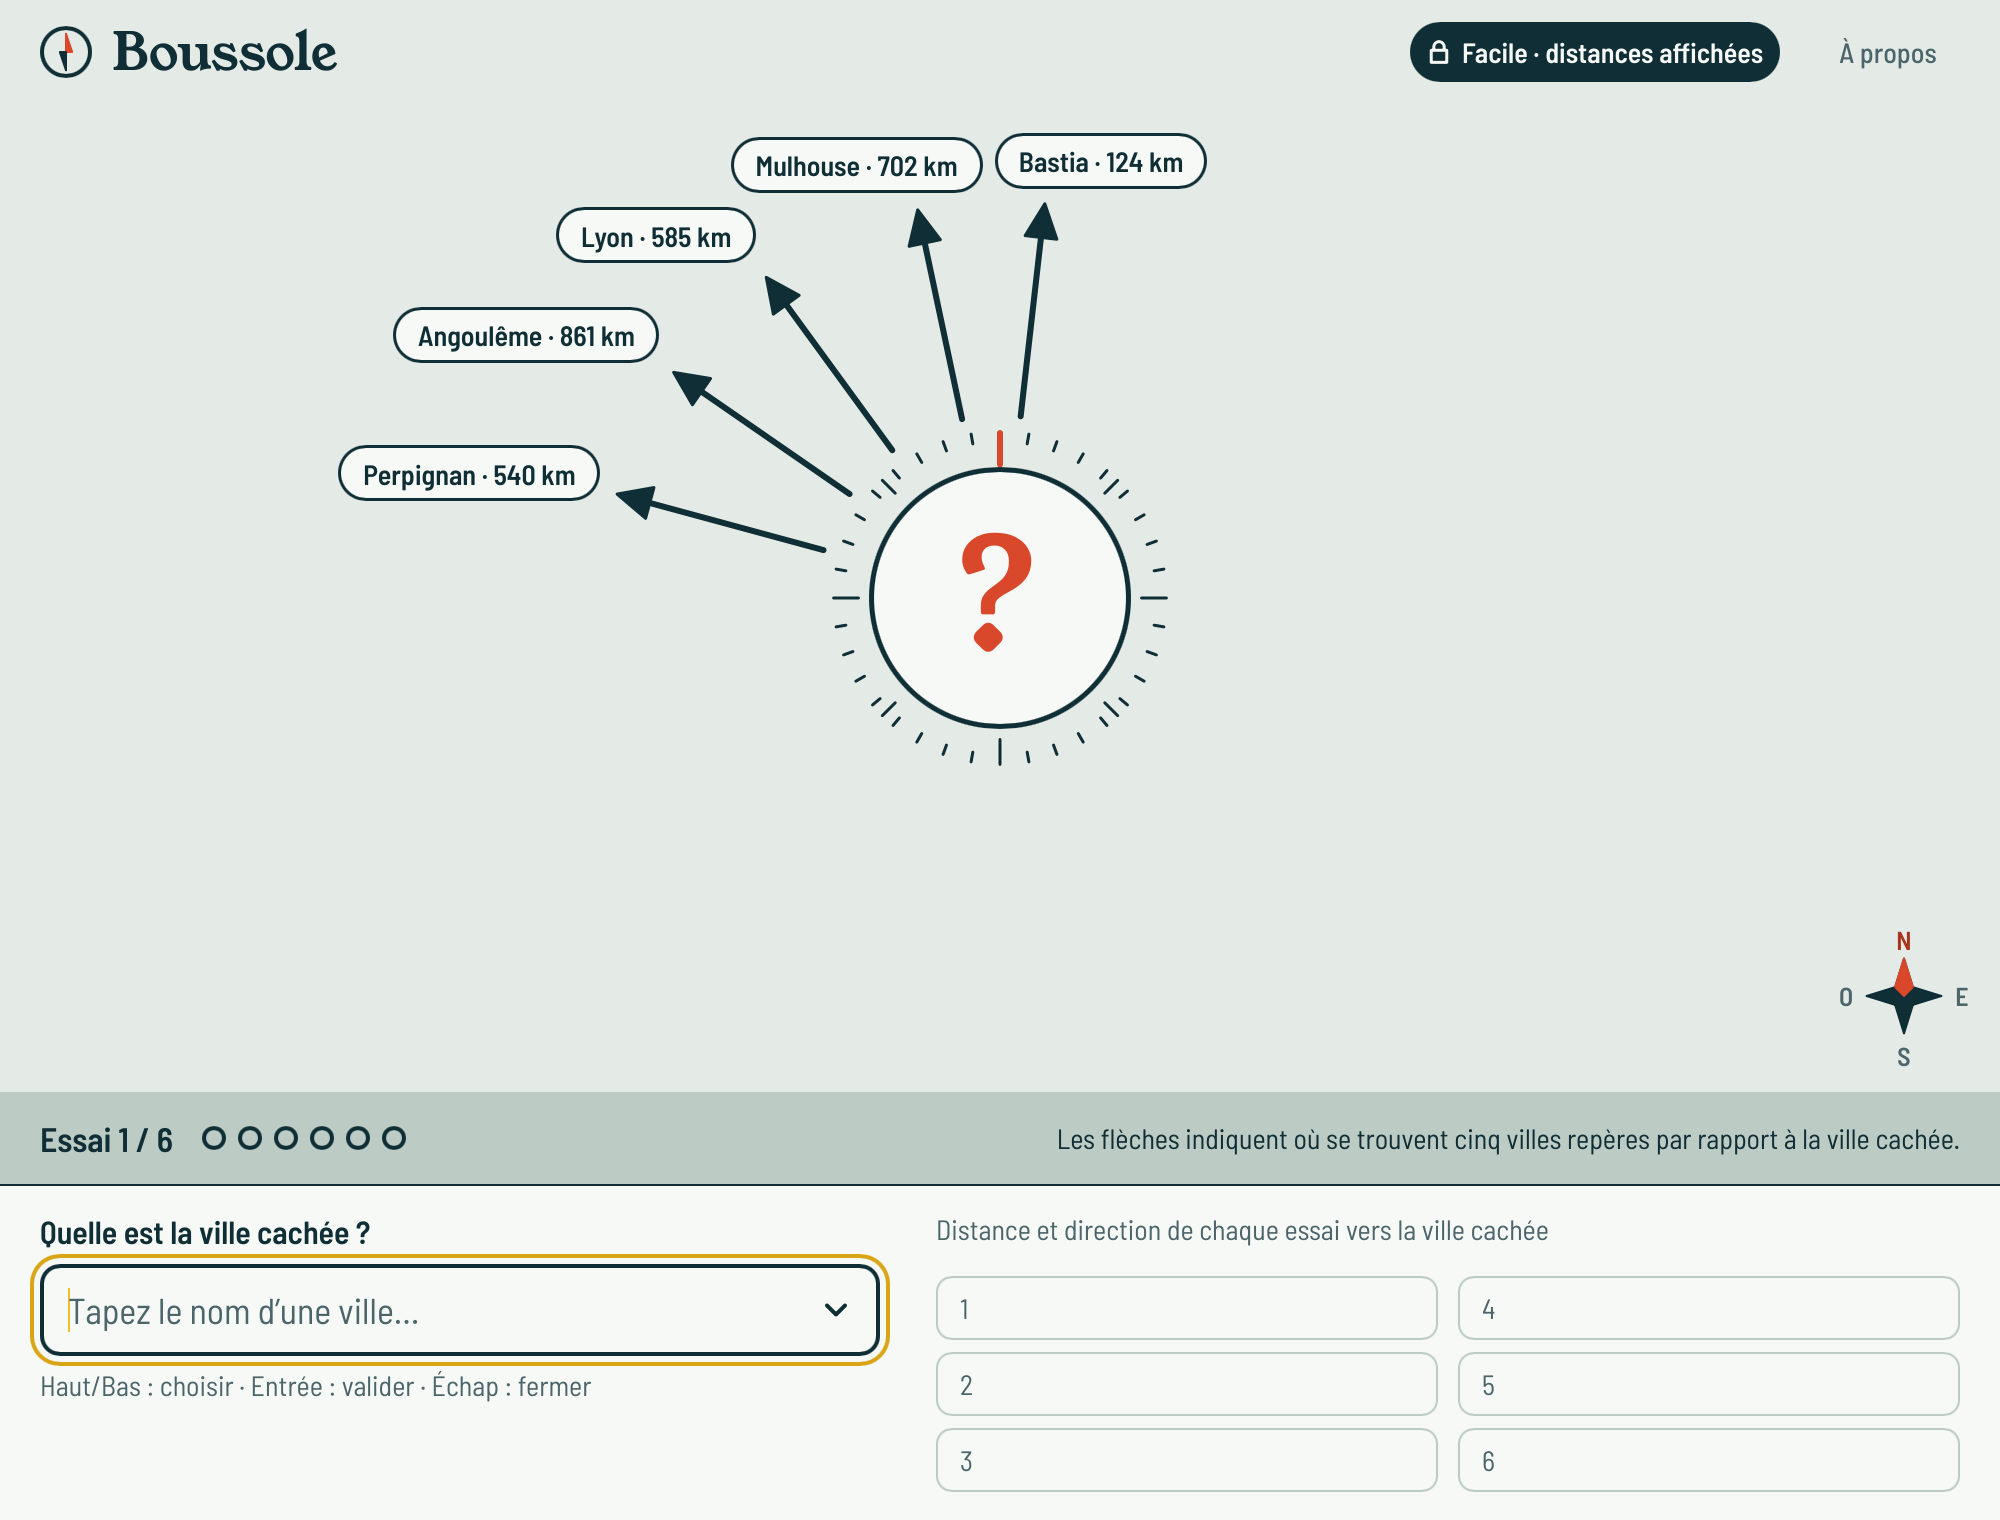 Boussole
Facile · distances affichées
À propos
Mulhouse · 702 km
Bastia · 124 km
Lyon · 585 km
Angoulême · 861 km
Perpignan · 540 km
?
N
O
E
S
Essai 1 / 6
Les flèches indiquent où se trouvent cinq villes repères par rapport à la ville cachée.
Quelle est la ville cachée ?
Tapez le nom d’une ville…
Haut/Bas : choisir · Entrée : valider · Échap : fermer
Distance et direction de chaque essai vers la ville cachée
1
2
3
4
5
6